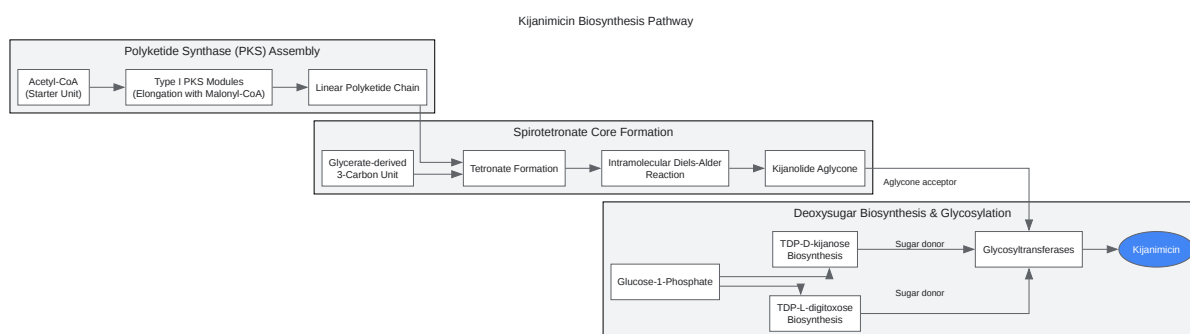 Kijanimicin Biosynthesis Pathway
Polyketide Synthase (PKS) Assembly
Acetyl-CoA
(Starter Unit)
Type I PKS Modules
(Elongation with Malonyl-CoA)
Linear Polyketide Chain
Spirotetronate Core Formation
Glycerate-derived
3-Carbon Unit
Tetronate Formation
Intramolecular Diels-Alder
Reaction
Kijanolide Aglycone
Aglycone acceptor
Deoxysugar Biosynthesis & Glycosylation
Glucose-1-Phosphate
TDP-D-kijanose
Biosynthesis
Sugar donor
TDP-L-digitoxose
Biosynthesis
Sugar donor
Glycosyltransferases
Kijanimicin